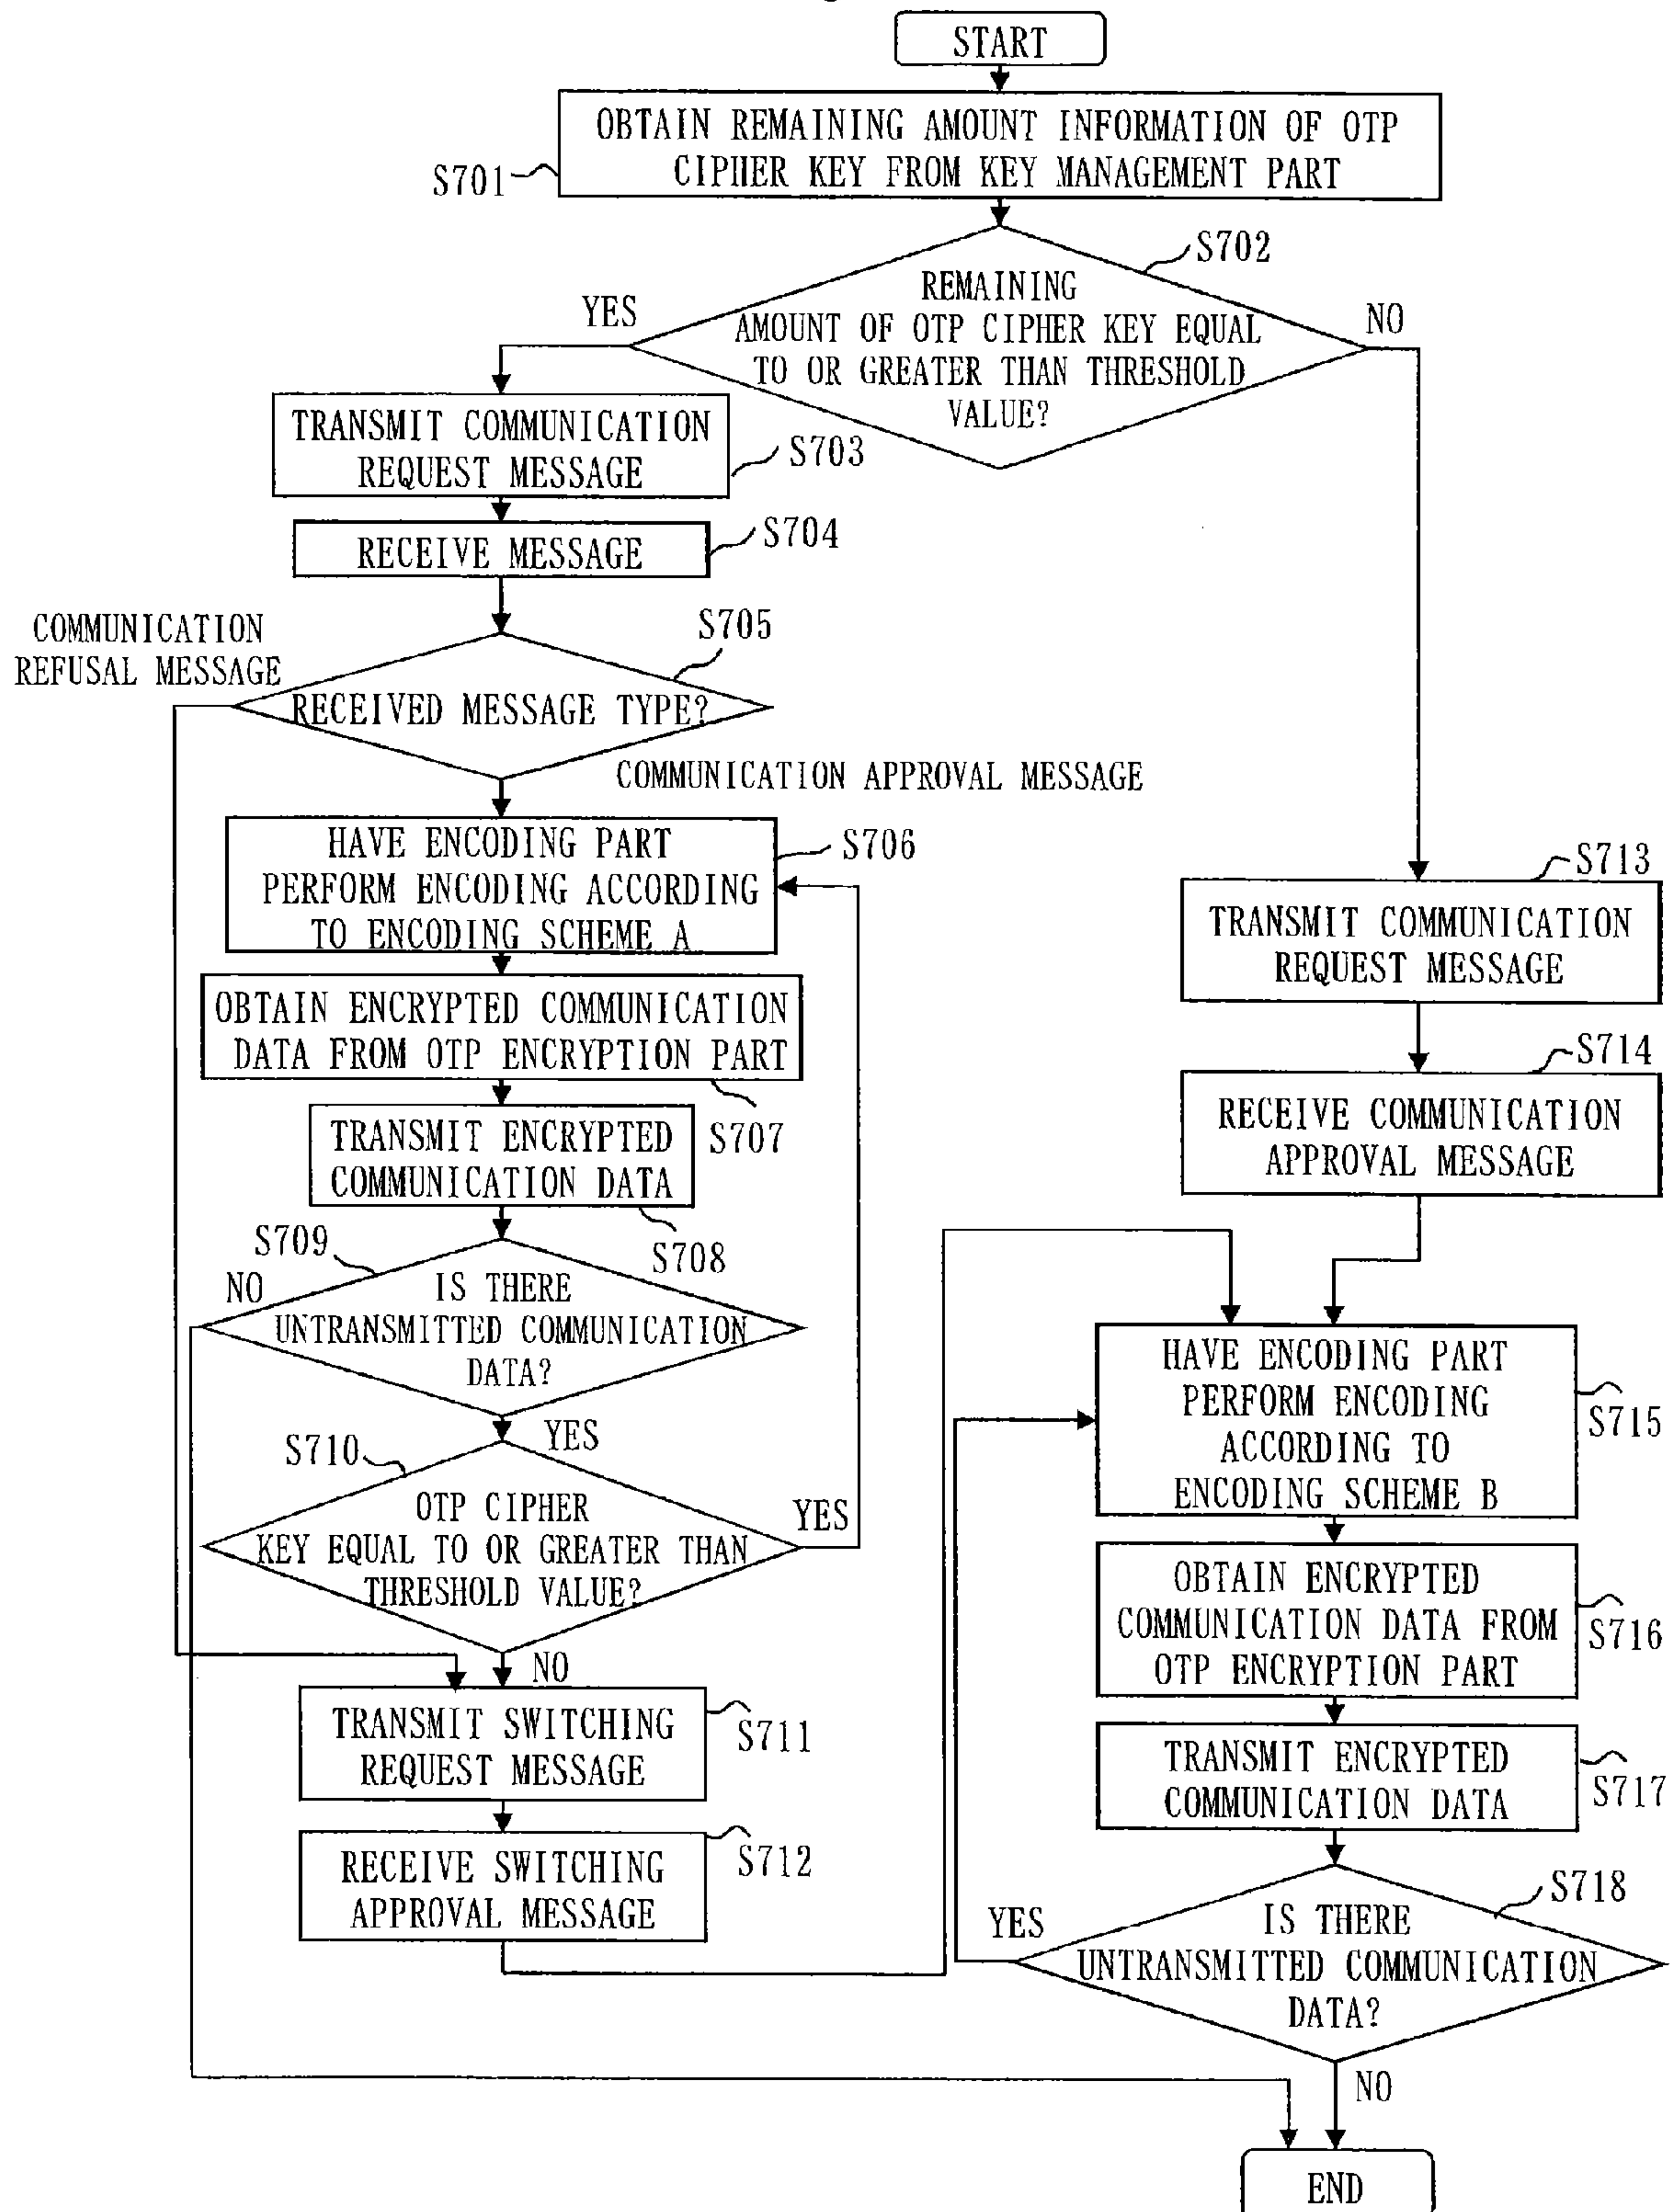 START
OBTAIN REMAINING AMOUNT INFORMATION OF OTP
CIPHER KEY FROM KEY MANAGEMENT PART
S701
S702
REMAINING
AMOUNT OF OTP CIPHER KEY EQUAL
TO OR GREATER THAN THRESHOLD
VALUE?
YES
NO
TRANSMIT COMMUNICATION
REQUEST MESSAGE
S703
RECEIVE MESSAGE
S704
COMMUNICATION
REFUSAL MESSAGE
S705
RECEIVED MESSAGE TYPE?
COMMUNICATION APPROVAL MESSAGE
HAVE ENCODING PART
PERFORM ENCODING ACCORDING
TO ENCODING SCHEME A
S706
OBTAIN ENCRYPTED COMMUNICATION
DATA FROM OTP ENCRYPTION PART
S707
TRANSMIT ENCRYPTED
COMMUNICATION DATA
S708
S709
NO
IS THERE
UNTRANSMITTED COMMUNICATION
DATA?
YES
S710
OTP CIPHER
KEY EQUAL TO OR GREATER THAN
THRESHOLD VALUE?
YES
NO
TRANSMIT SWITCHING
REQUEST MESSAGE
S711
RECEIVE SWITCHING
APPROVAL MESSAGE
S712
S713
TRANSMIT COMMUNICATION
REQUEST MESSAGE
S714
RECEIVE COMMUNICATION
APPROVAL MESSAGE
HAVE ENCODING PART
PERFORM ENCODING
ACCORDING TO
ENCODING SCHEME B
S715
OBTAIN ENCRYPTED
COMMUNICATION DATA FROM
OTP ENCRYPTION PART
S716
TRANSMIT ENCRYPTED
COMMUNICATION DATA
S717
S718
YES
IS THERE
UNTRANSMITTED COMMUNICATION
DATA?
NO
END